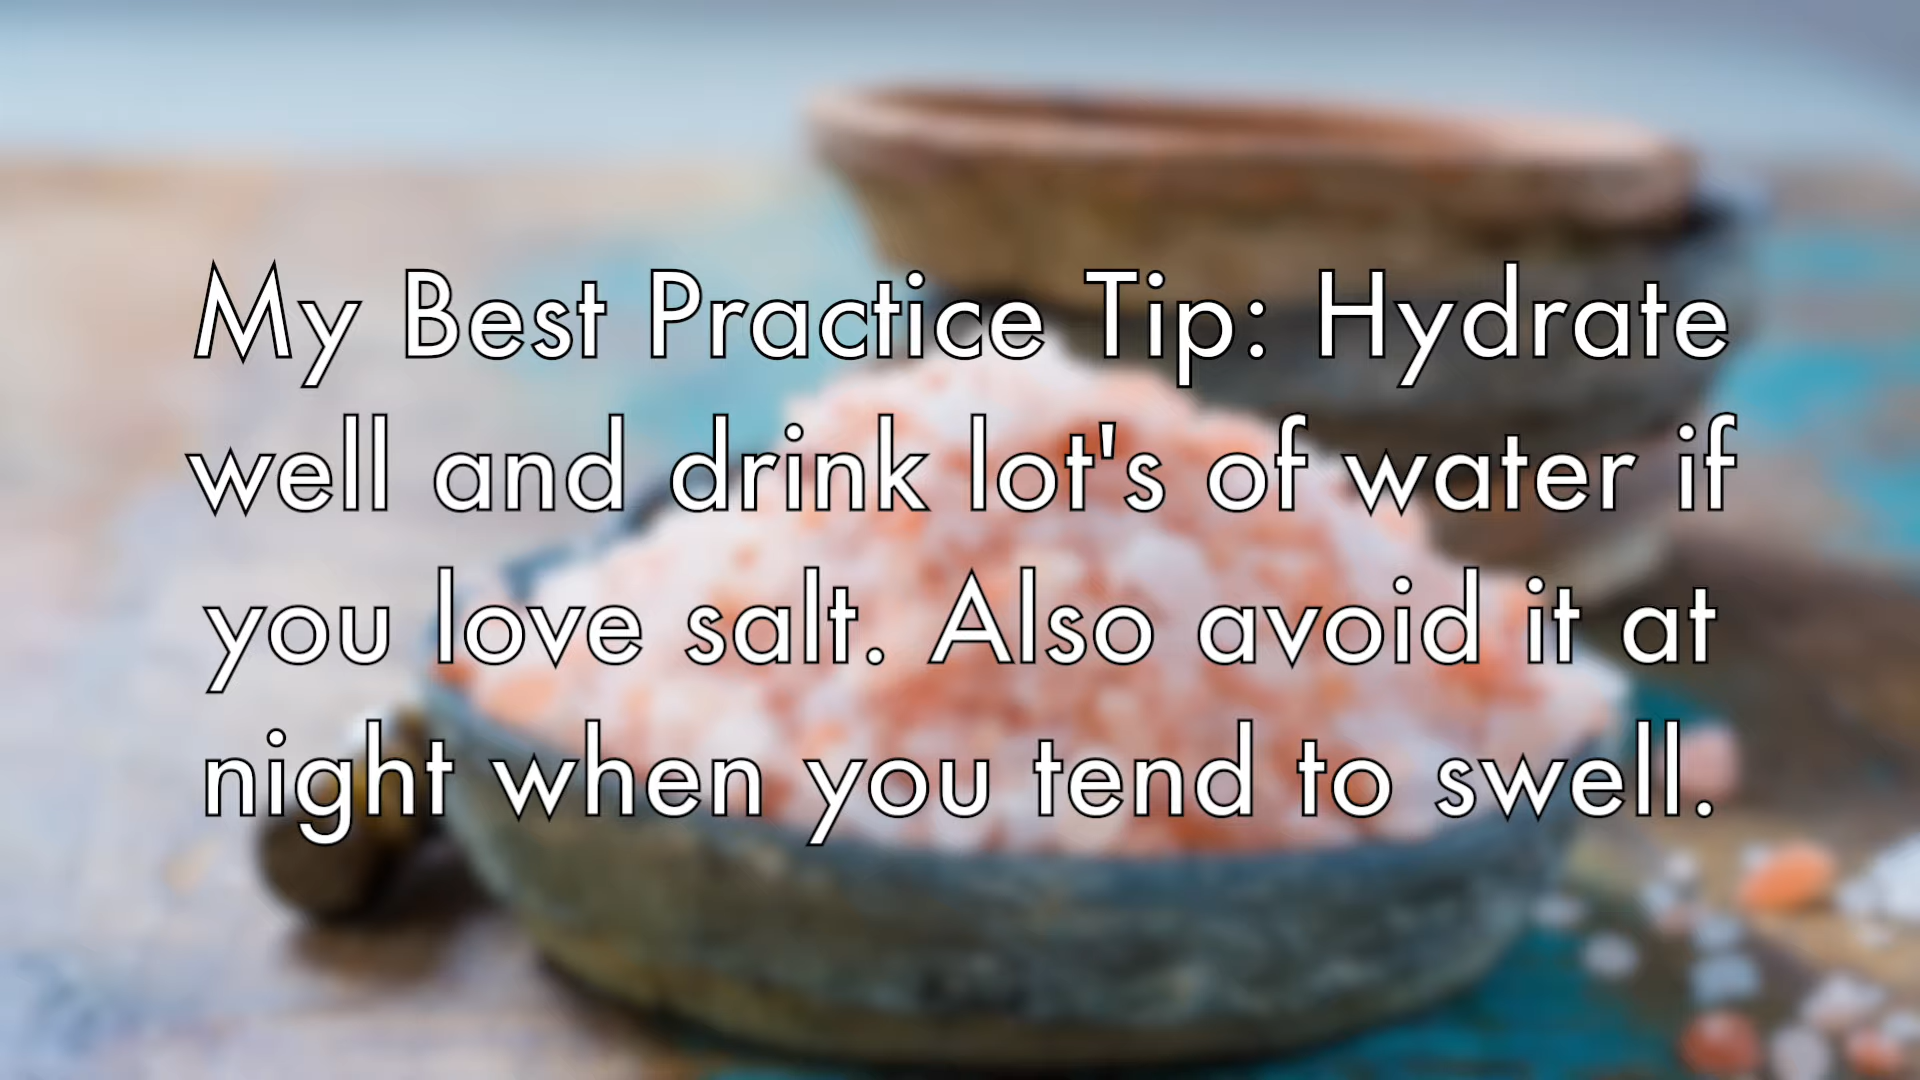 My Best Practice Tip: Hydrate
well and drink lot's of water if
you love salt. Also avoid it at
night when you tend to swell.